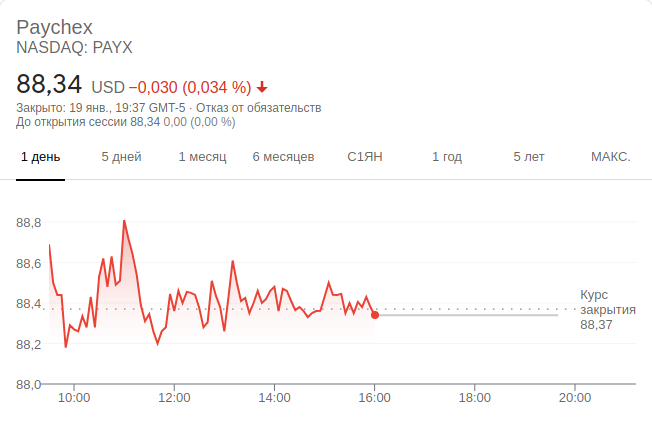 Paychex
NASDAQ: PAYX
88,34 USD −0,030 (0,034 %)
Закрыто: 19 янв., 19:37 GMT-5 · Отказ от обязательств
До открытия сессии 88,34 0,00 (0,00 %)
1 день 5 дней 1 месяц 6 месяцев С1ЯН 1 год 5 лет МАКС.
88,8
88,6
88,4
88,2
88,0
Курс
закрытия
88,37
10:00 12:00 14:00 16:00 18:00 20:00